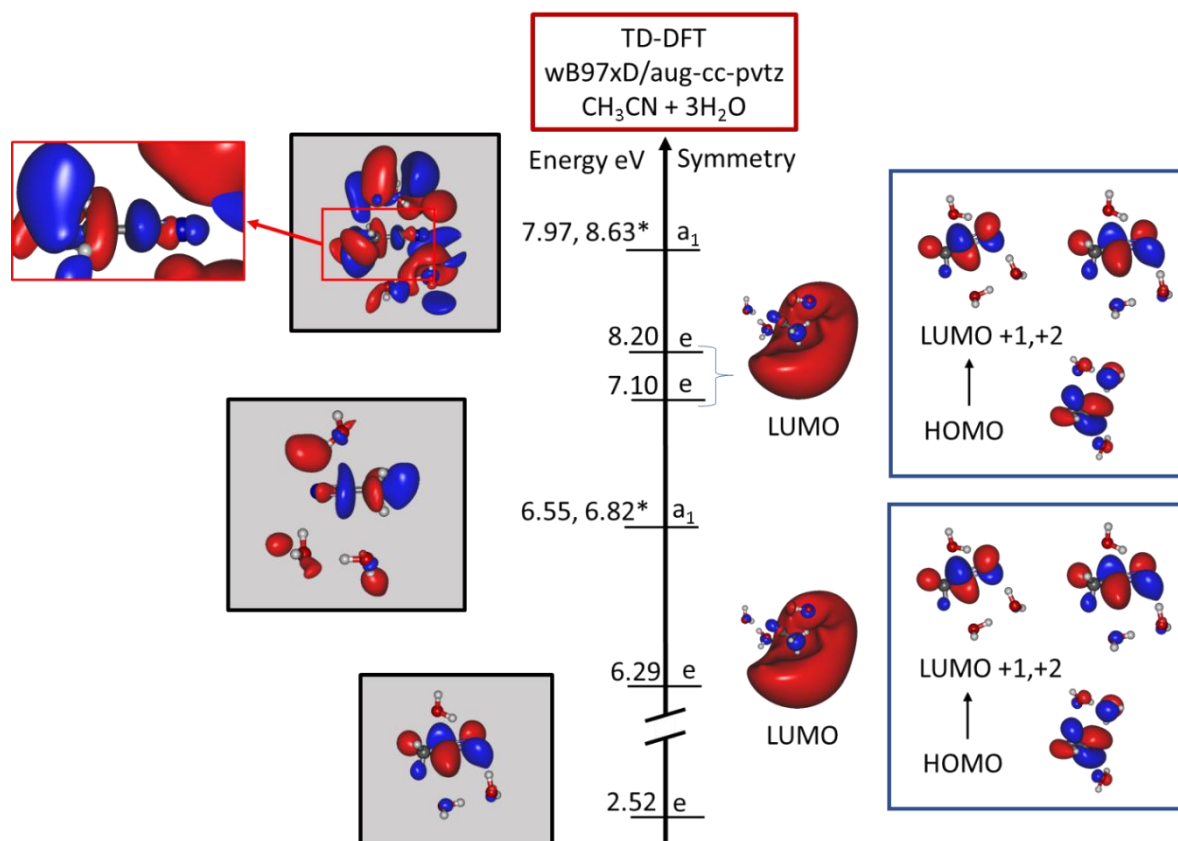 TD-DFT
wB97xD/aug-cc-pvtz
CH₃CN + 3H₂O
Energy eV Symmetry
7.97, 8.63* a₁
8.20 e
7.10 e
LUMO
LUMO +1,+2
HOMO
6.55, 6.82* a₁
6.29 e
LUMO
LUMO +1,+2
HOMO
2.52 e